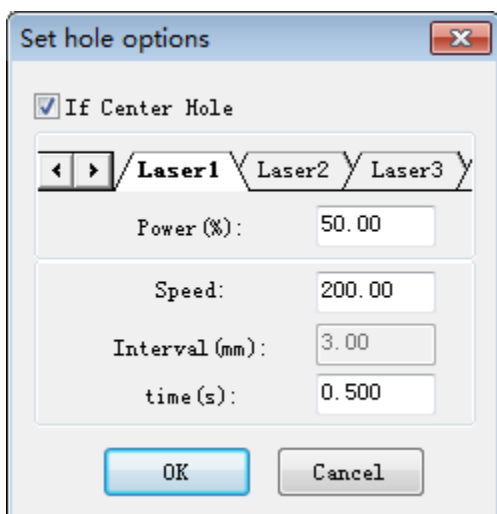 Set hole options
If Center Hole
Laser1 Laser2 Laser3
Power(%): 50.00
Speed: 200.00
Interval(mm): 3.00
time(s): 0.500
OK Cancel